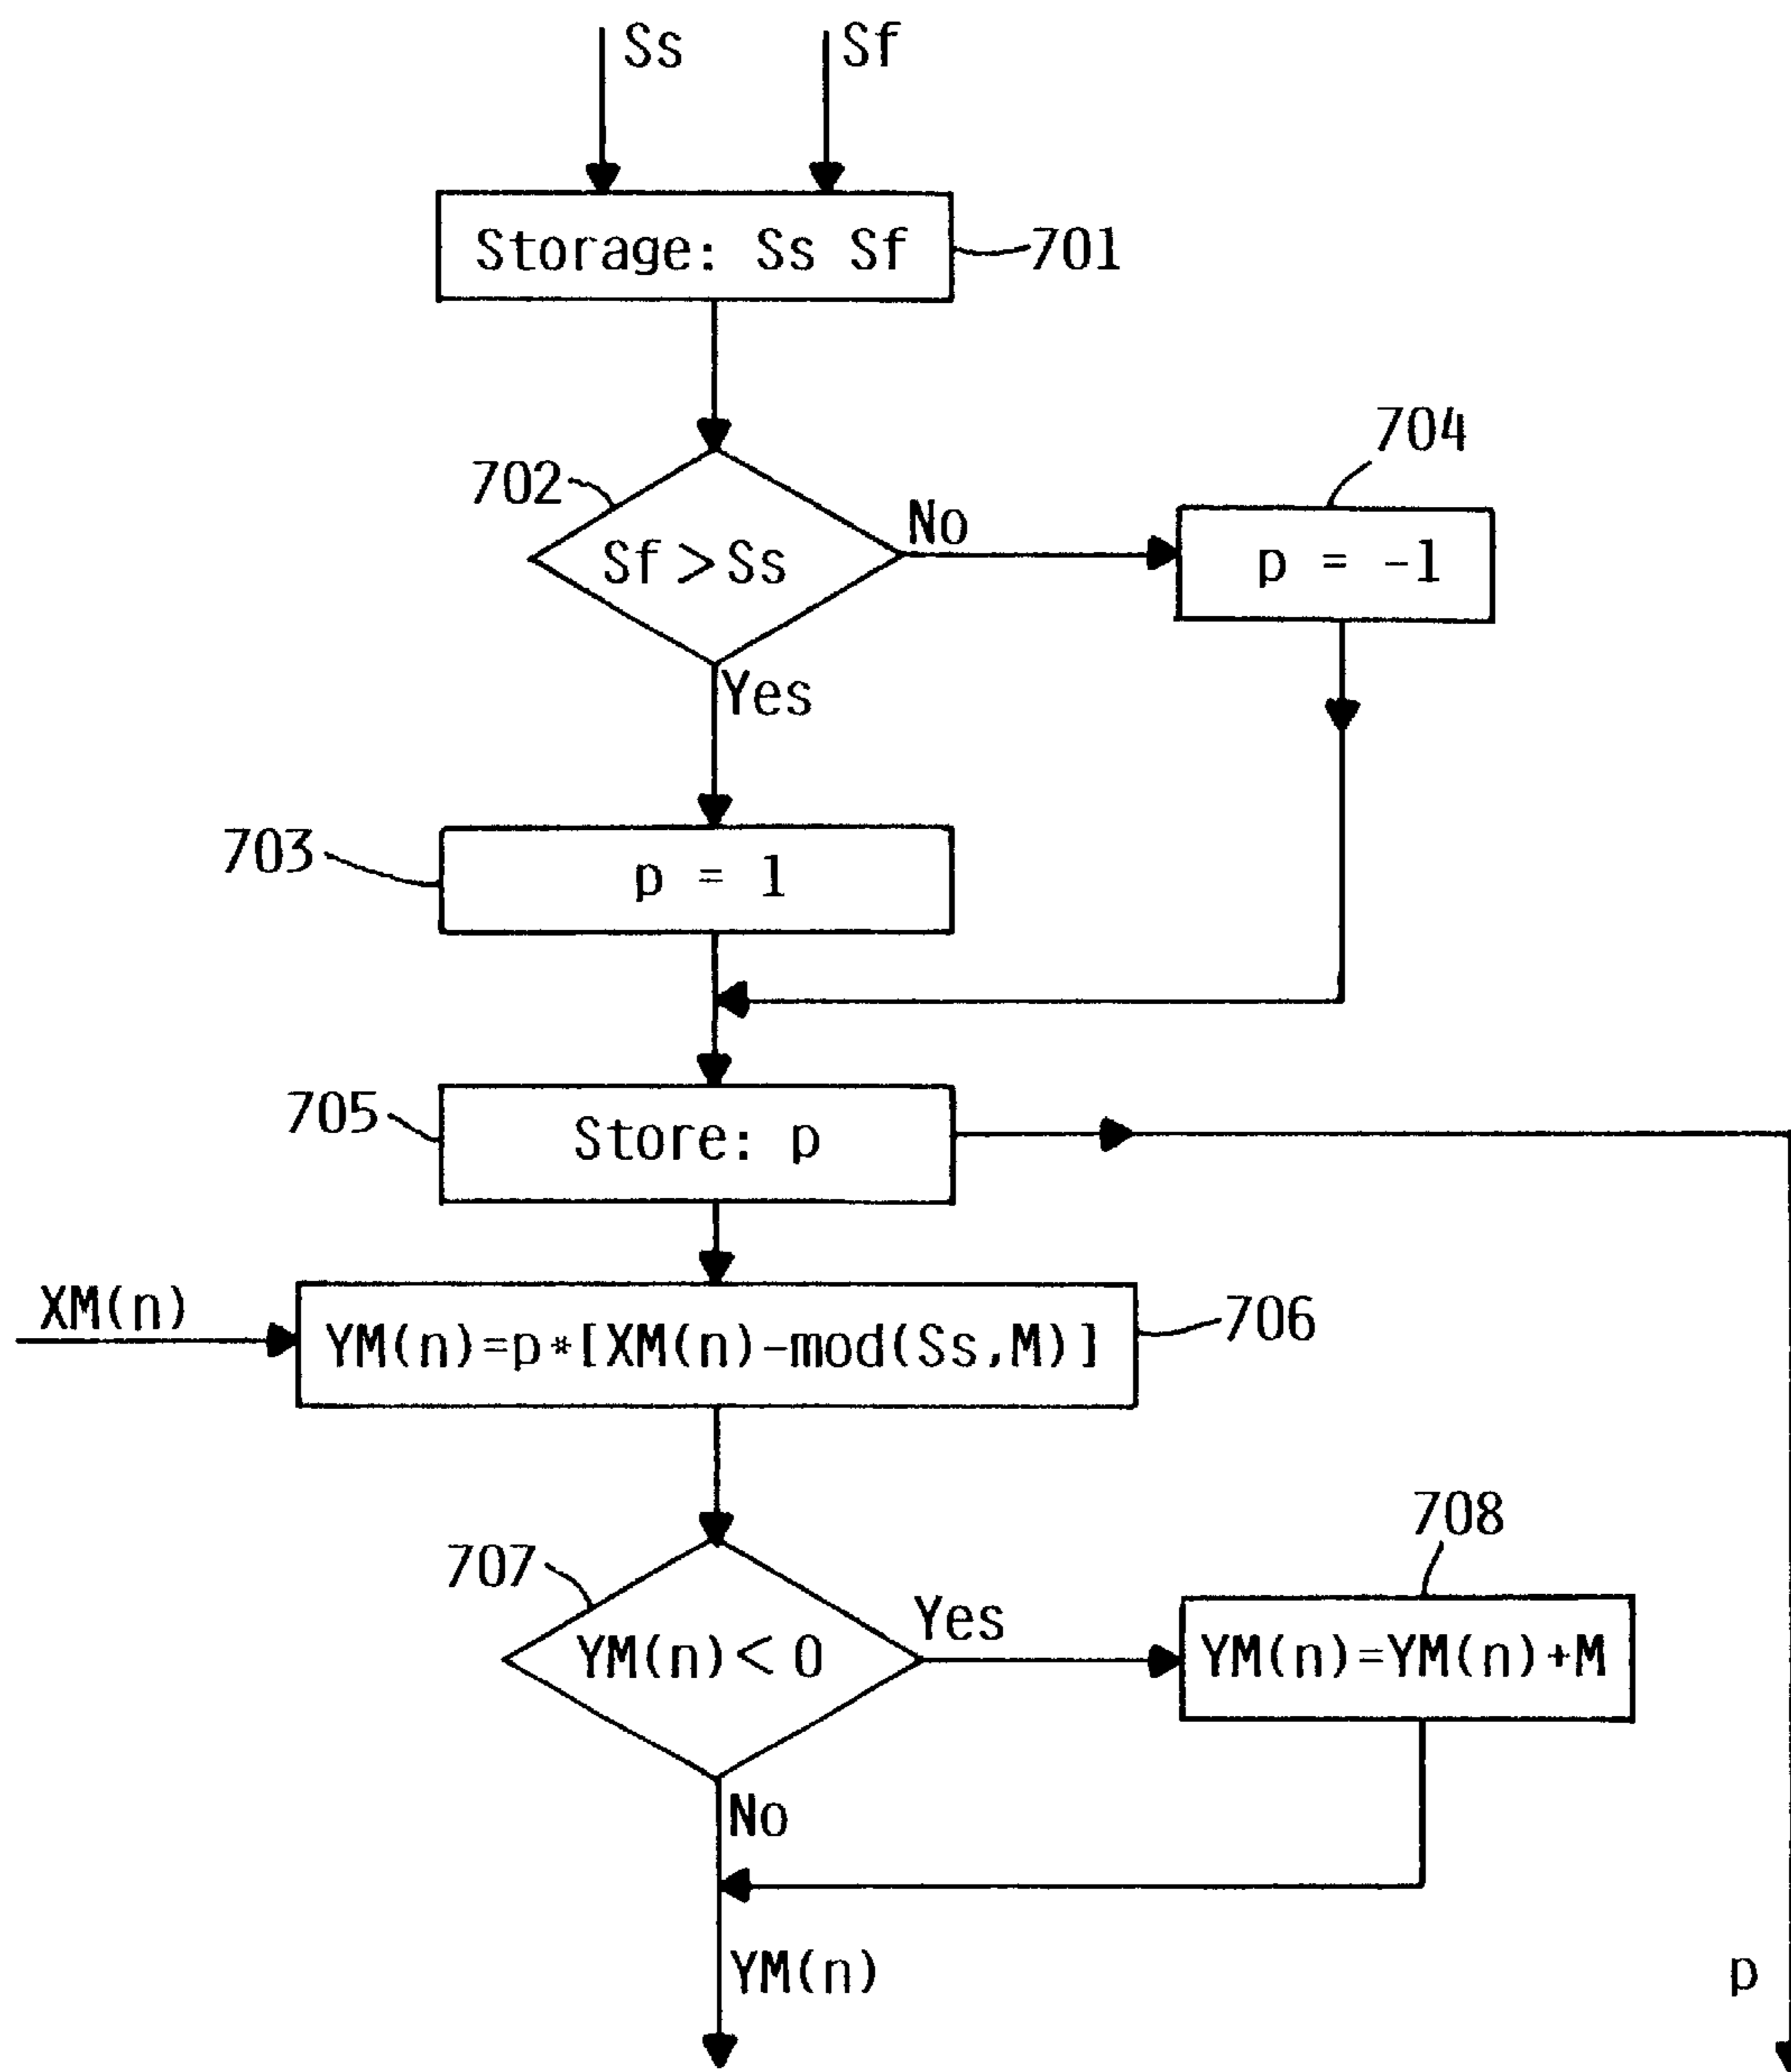 Ss
Sf
Storage: Ss Sf
701
704
702
No
Sf>Ss
p = -1
Yes
703
p = 1
705
Store: p
XM(n)
YM(n)=p*[XM(n)-mod(Ss,M)]
706
708
707
Yes
YM(n)<0
YM(n)=YM(n)+M
No
YM(n)
p